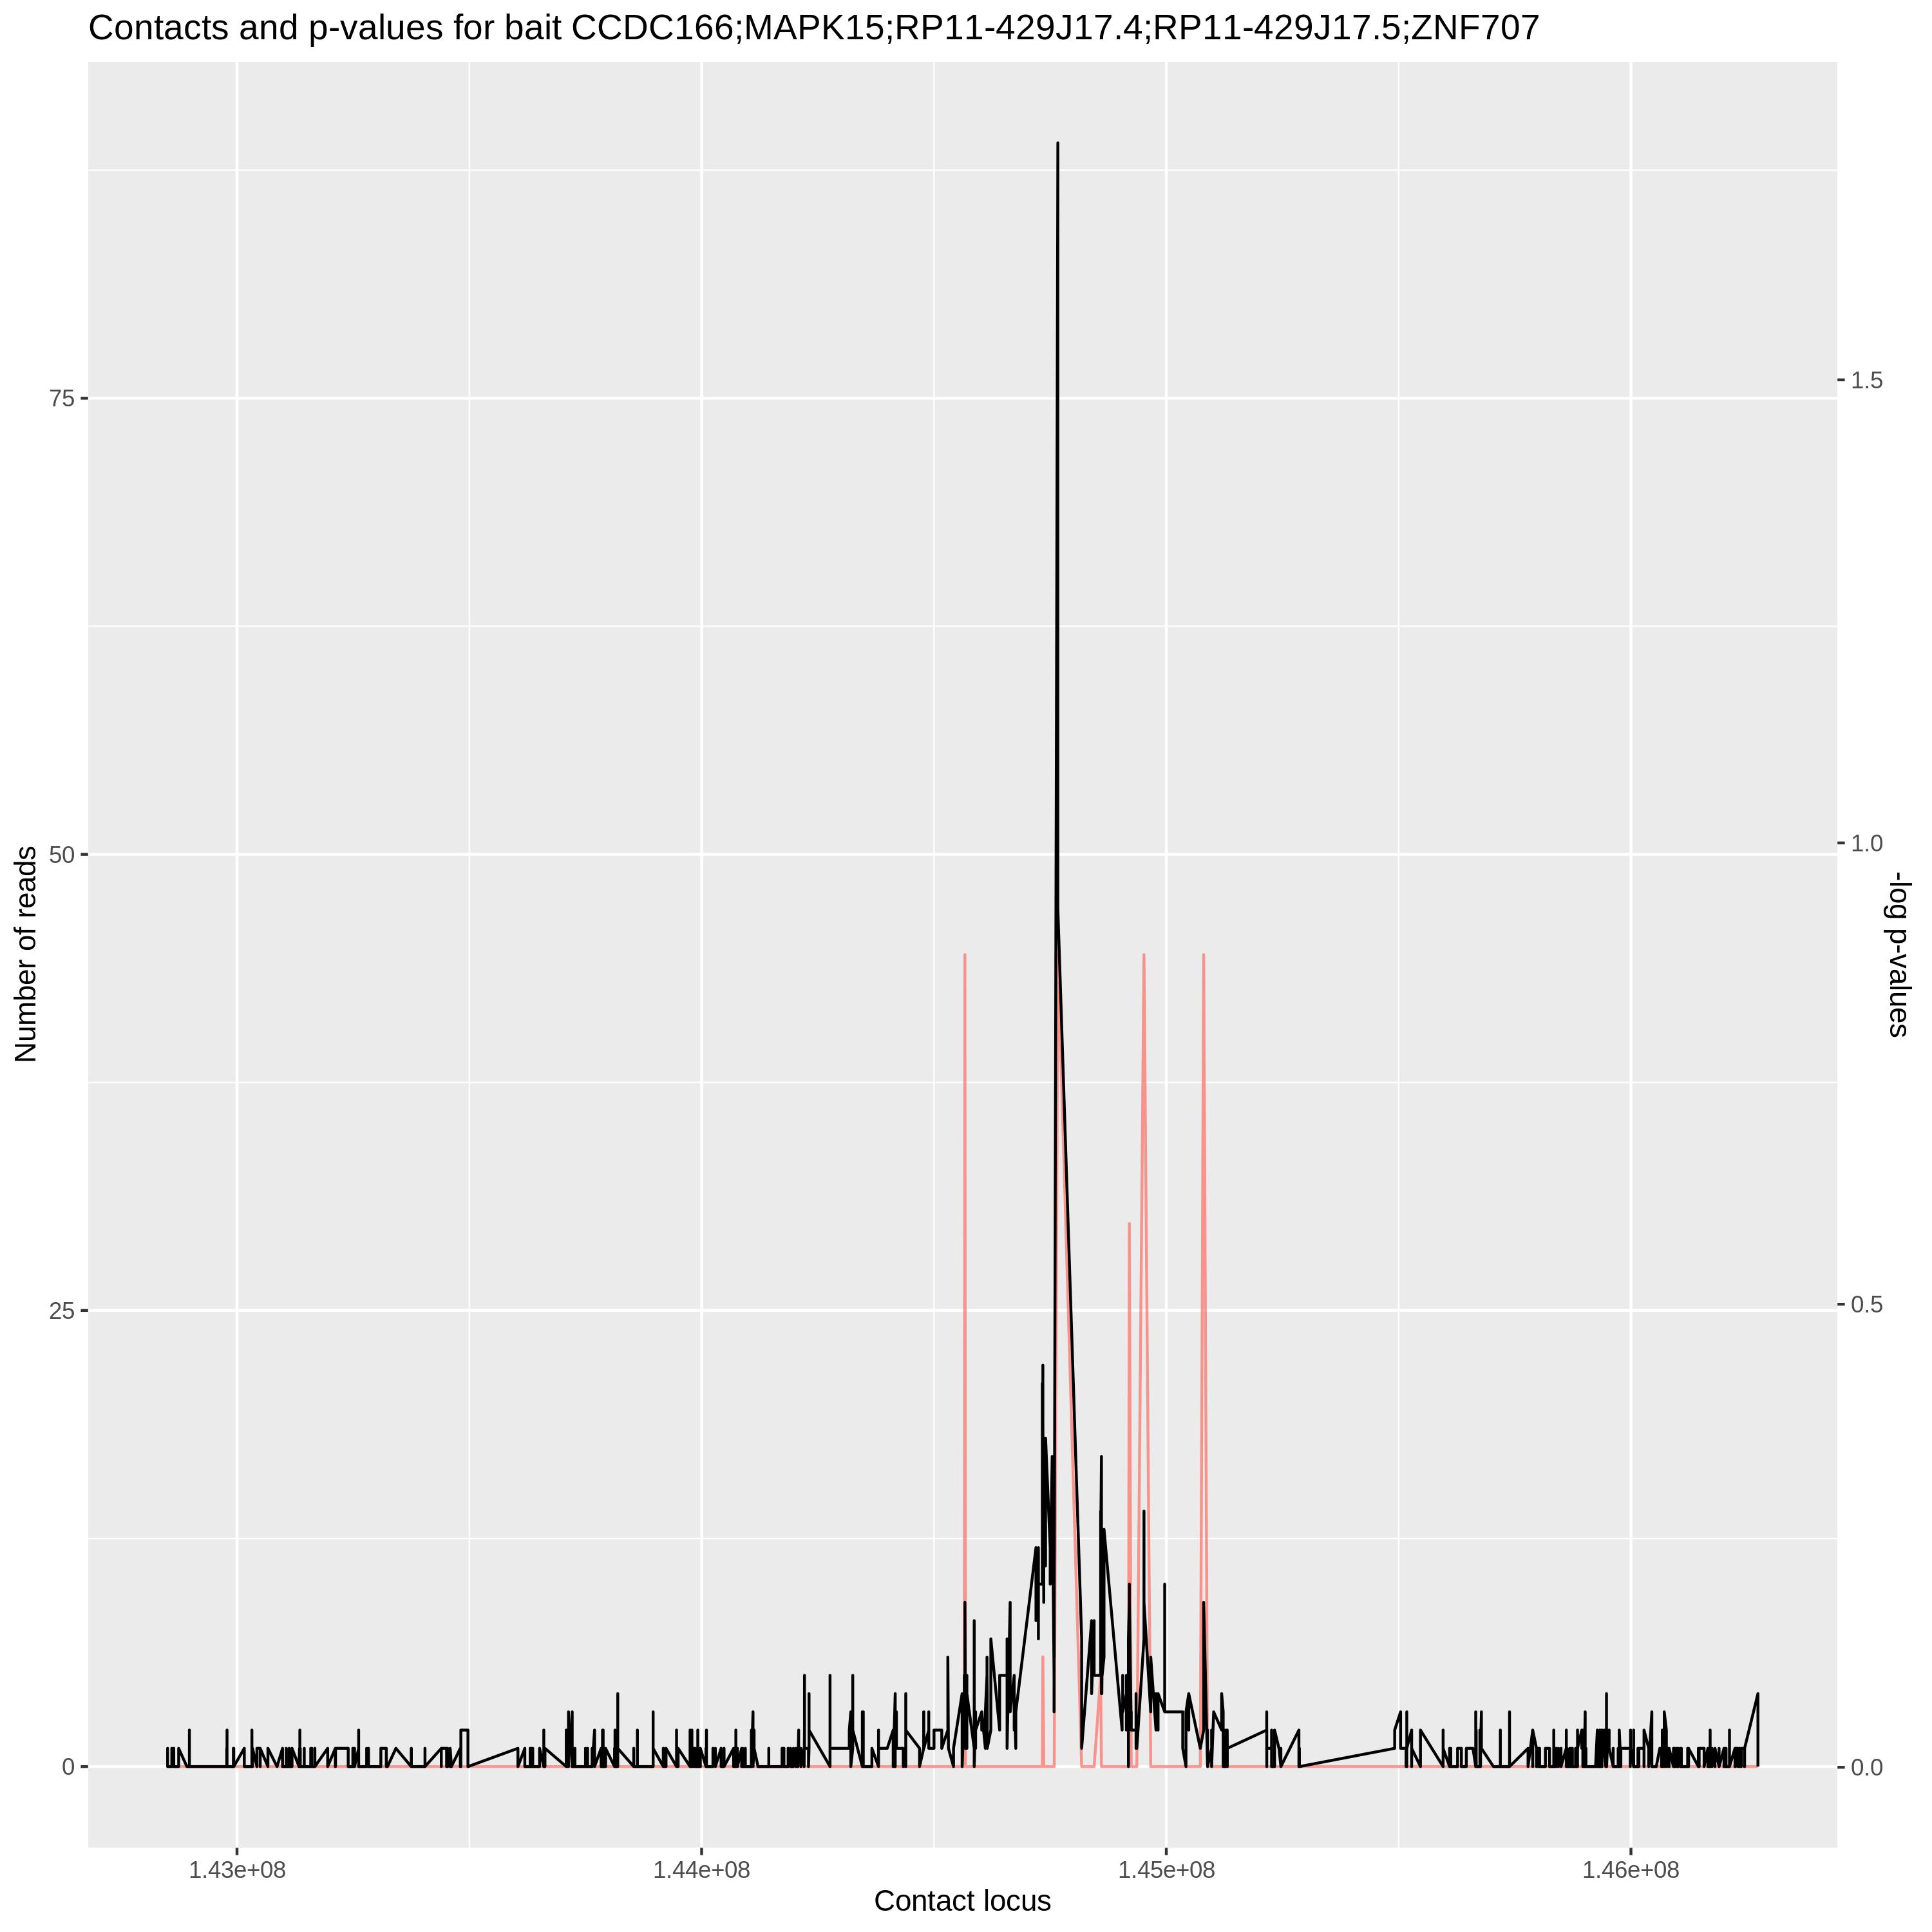 Contacts and p-values for bait CCDC166;MAPK15;RP11-429J17.4;RP11-429J17.5;ZNF707
Number of reads
75
50
25
0
1.5
1.0
0.5
0.0
-log p-values
1.43e+08
1.44e+08
1.45e+08
1.46e+08
Contact locus